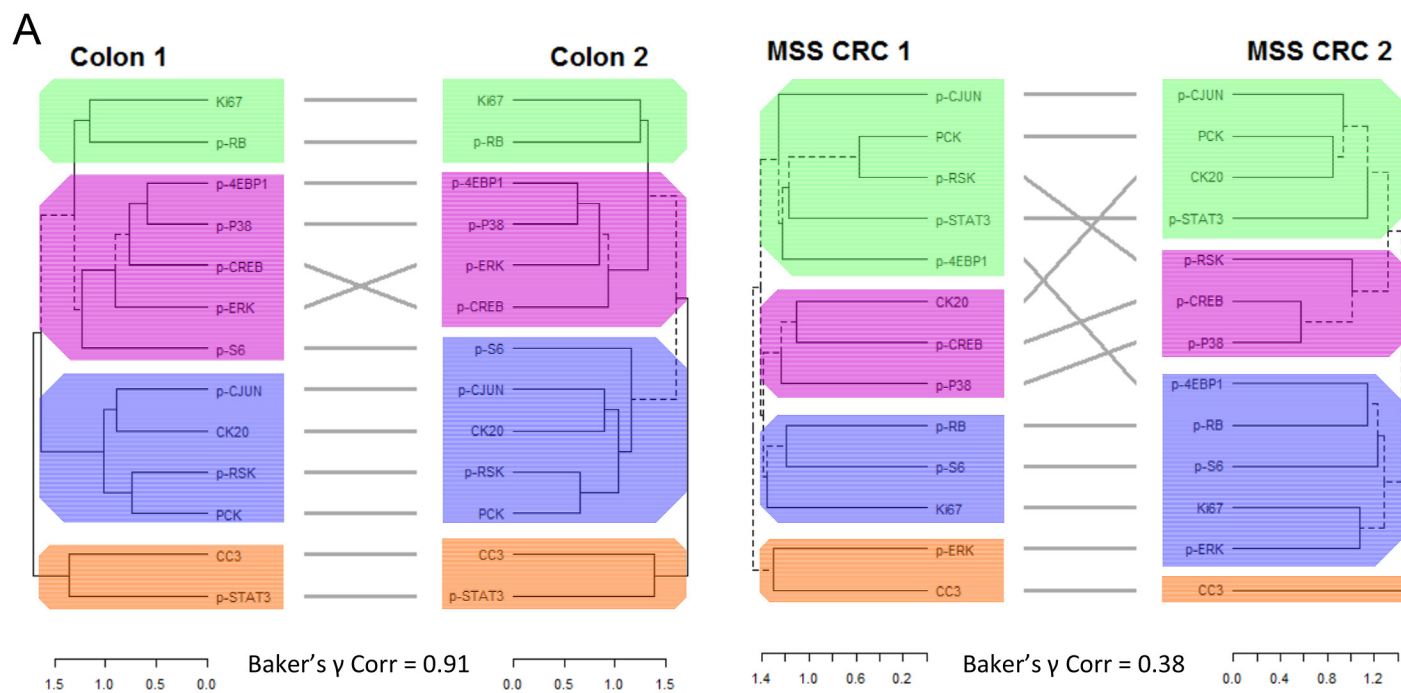 A
Colon 1
Colon 2
MSS CRC 1
MSS CRC 2
Ki67
p-RB
p-4EBP1
p-P38
p-CREB
p-ERK
p-S6
p-CJUN
CK20
p-RSK
PCK
CC3
p-STAT3
Ki67
p-RB
p-4EBP1
p-P38
p-ERK
p-CREB
p-S6
p-CJUN
CK20
p-RSK
PCK
CC3
p-STAT3
p-CJUN
PCK
p-RSK
p-STAT3
p-4EBP1
CK20
p-CREB
p-P38
p-RB
p-S6
Ki67
p-ERK
CC3
p-CJUN
PCK
CK20
p-STAT3
p-RSK
p-CREB
p-P38
p-4EBP1
p-RB
p-S6
Ki67
p-ERK
CC3
1.5 1.0 0.5 0.0
Baker's γ Corr = 0.91
0.0 0.5 1.0 1.5
1.4 1.0 0.6 0.2
Baker's γ Corr = 0.38
0.0 0.4 0.8 1.2